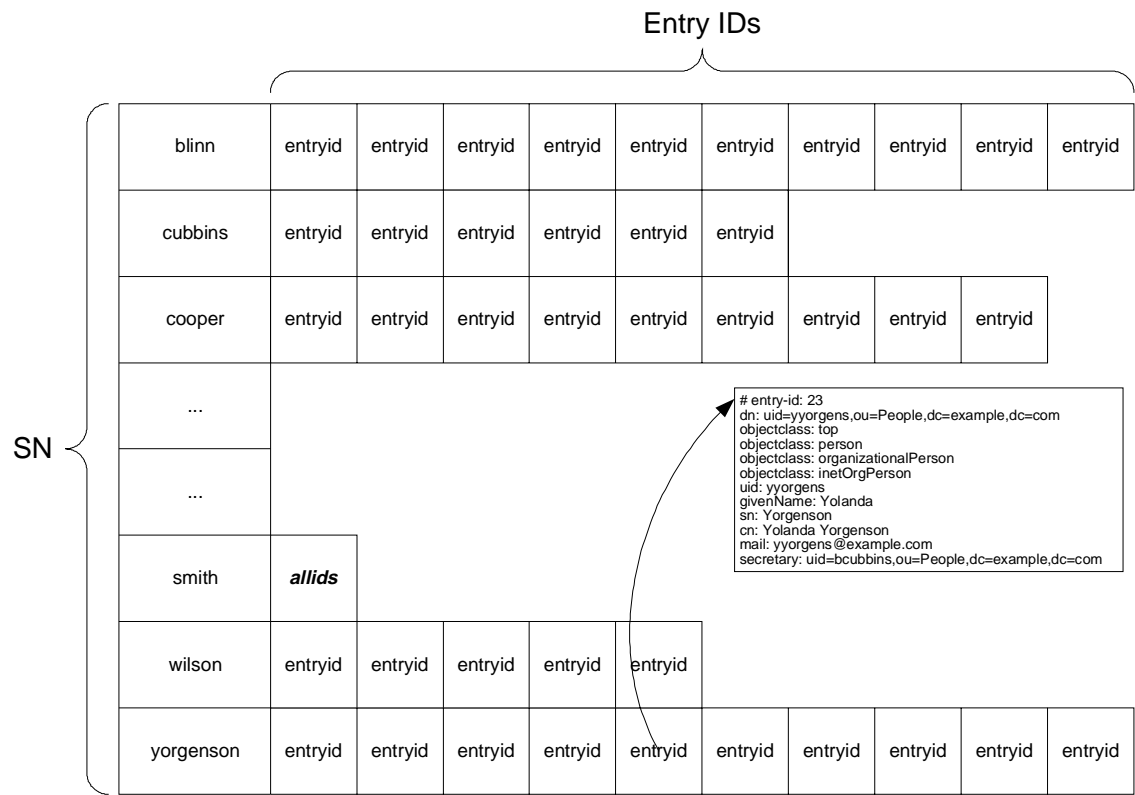 Entry IDs
SN
blinn entryid entryid entryid entryid entryid entryid entryid entryid entryid entryid
cubbins entryid entryid entryid entryid entryid entryid
cooper entryid entryid entryid entryid entryid entryid entryid entryid entryid
...
# entry-id: 23
dn: uid=yyorgens,ou=People,dc=example,dc=com
objectclass: top
objectclass: person
objectclass: organizationalPerson
objectclass: inetOrgPerson
uid: yyorgens
givenName: Yolanda
sn: Yorgenson
cn: Yolanda Yorgenson
mail: yyorgens@example.com
secretary: uid=bcubbins,ou=People,dc=example,dc=com
...
smith allids
wilson entryid entryid entryid entryid entryid
yorgenson entryid entryid entryid entryid entryid entryid entryid entryid entryid entryid